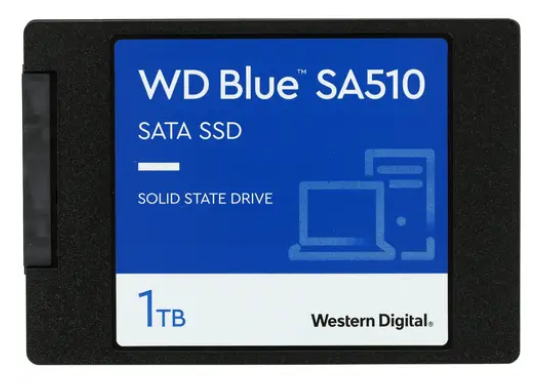 WD Blue™ SA510
SATA SSD
SOLID STATE DRIVE
1TB
Western Digital®